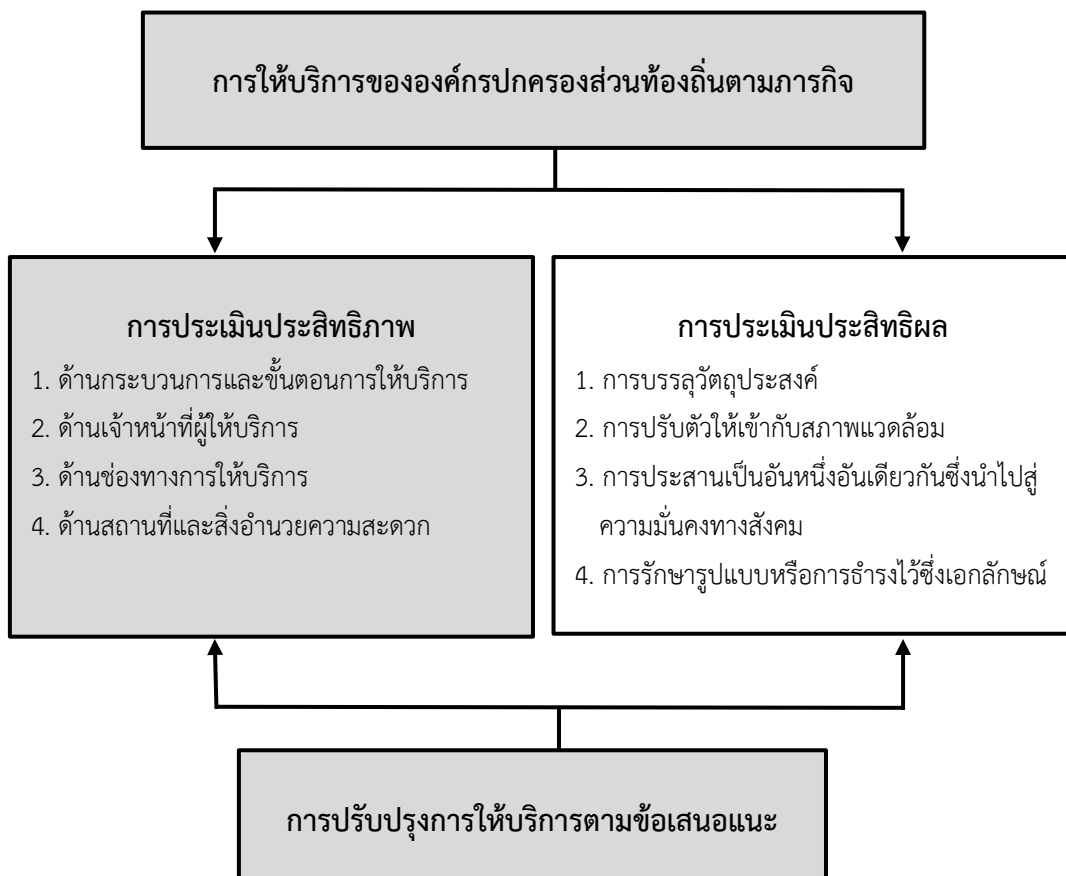 การให้บริการขององค์กรปกครองส่วนท้องถิ่นตามภารกิจ
การประเมินประสิทธิภาพ
1. ด้านกระบวนการและขั้นตอนการให้บริการ
2. ด้านเจ้าหน้าที่ผู้ให้บริการ
3. ด้านช่องทางการให้บริการ
4. ด้านสถานที่และสิ่งอำนวยความสะดวก
การประเมินประสิทธิผล
1. การบรรลุวัตถุประสงค์
2. การปรับตัวให้เข้ากับสภาพแวดล้อม
3. การประสานเป็นอันหนึ่งอันเดียวกันซึ่งนำไปสู่
ความมั่นคงทางสังคม
4. การรักษารูปแบบหรือการธำรงไว้ซึ่งเอกลักษณ์
การปรับปรุงการให้บริการตามข้อเสนอแนะ